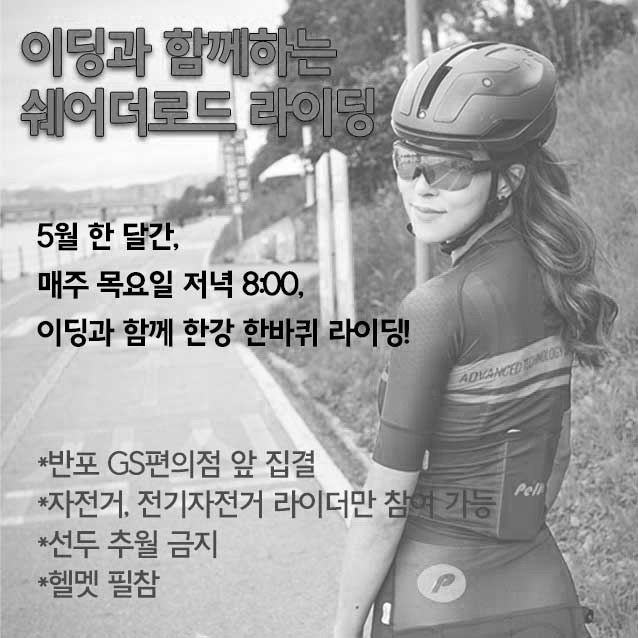 이딩과 함께하는
쉐어더로드 라이딩
5월 한 달간,
매주 목요일 저녁 8:00,
이딩과 함께 한강 한바퀴 라이딩!
ADVANCED TECHNOLOGY
*반포 GS편의점 앞 집결
*자전거, 전기자전거 라이더만 참여 가능
*선두 추월 금지
*헬멧 필참
P